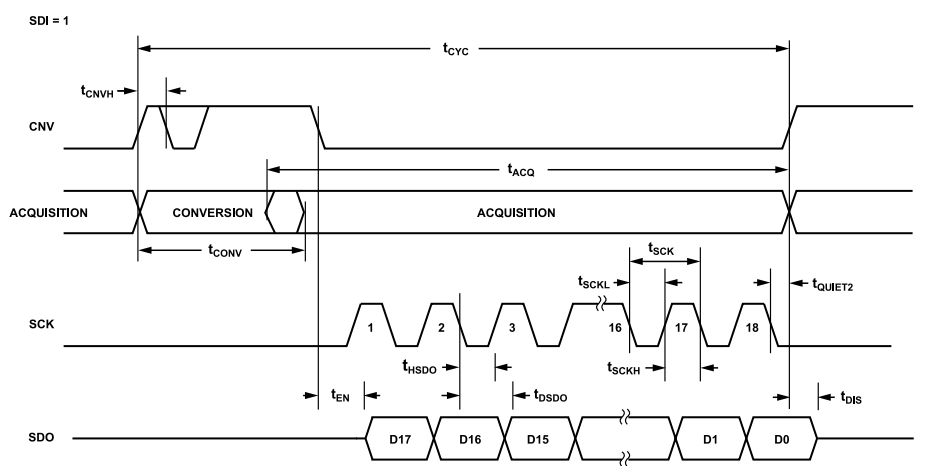 SDI = 1
tCYC
tCNVH
CNV
tACQ
ACQUISITION CONVERSION ACQUISITION
tCONV
tSCK
tSCKL
tQUIET2
SCK 1 2 3 16 17 18
tHSDO
tSCKH
tEN
tDSDO
tDIS
SDO D17 D16 D15 D1 D0